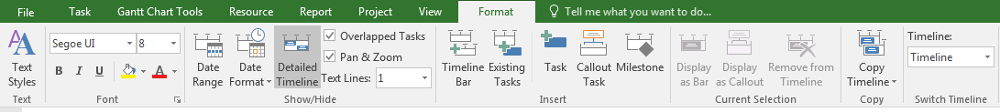 File Task Gantt Chart Tools Resource Report Project View Format Tell me what you want to do...
Text Styles
Text
Segoe UI 8
B I U A
Font
Date Range
Date Format
Detailed Timeline
Overlapped Tasks
Pan & Zoom
Text Lines: 1
Show/Hide
Timeline Bar
Existing Tasks
Task
Callout Task
Milestone
Insert
Display as Bar
Display as Callout
Remove from Timeline
Current Selection
Copy Timeline
Copy
Timeline:
Timeline
Switch Timeline